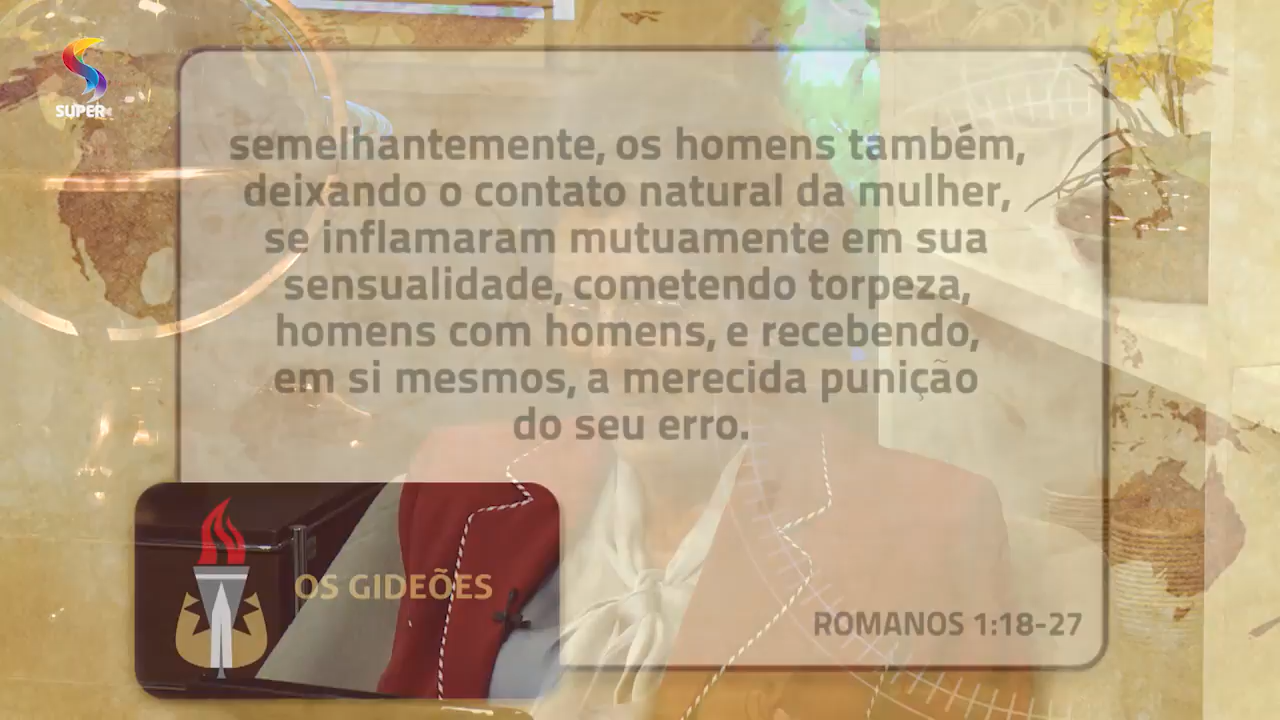 SUPER
semelhantemente, os homens também,
deixando o contato natural da mulher,
se inflamaram mutuamente em sua
sensualidade, cometendo torpeza,
homens com homens, e recebendo,
em si mesmos, a merecida punição
do seu erro.
OS GIDEÕES
ROMANOS 1:18-27